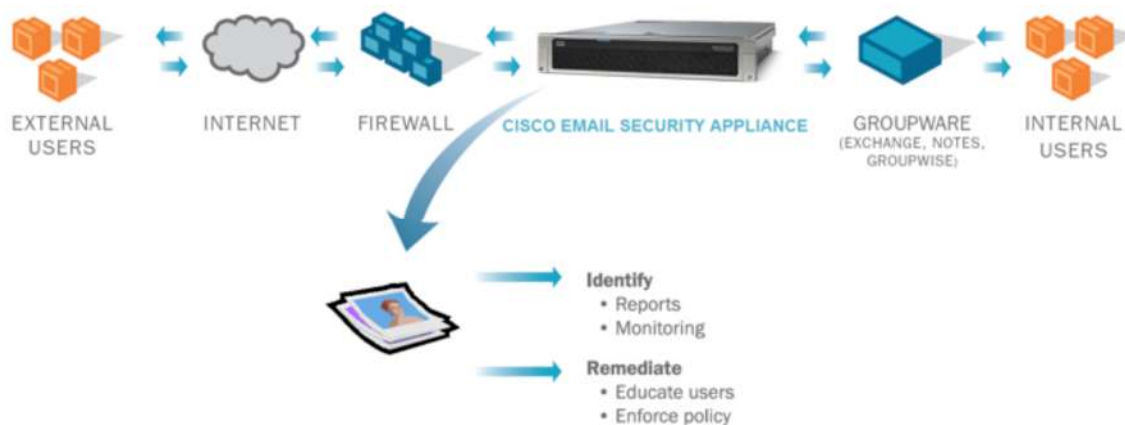 EXTERNAL
USERS
INTERNET
FIREWALL
CISCO EMAIL SECURITY APPLIANCE
GROUPWARE
(EXCHANGE, NOTES,
GROUPWISE)
INTERNAL
USERS
Identify
• Reports
• Monitoring
Remediate
• Educate users
• Enforce policy